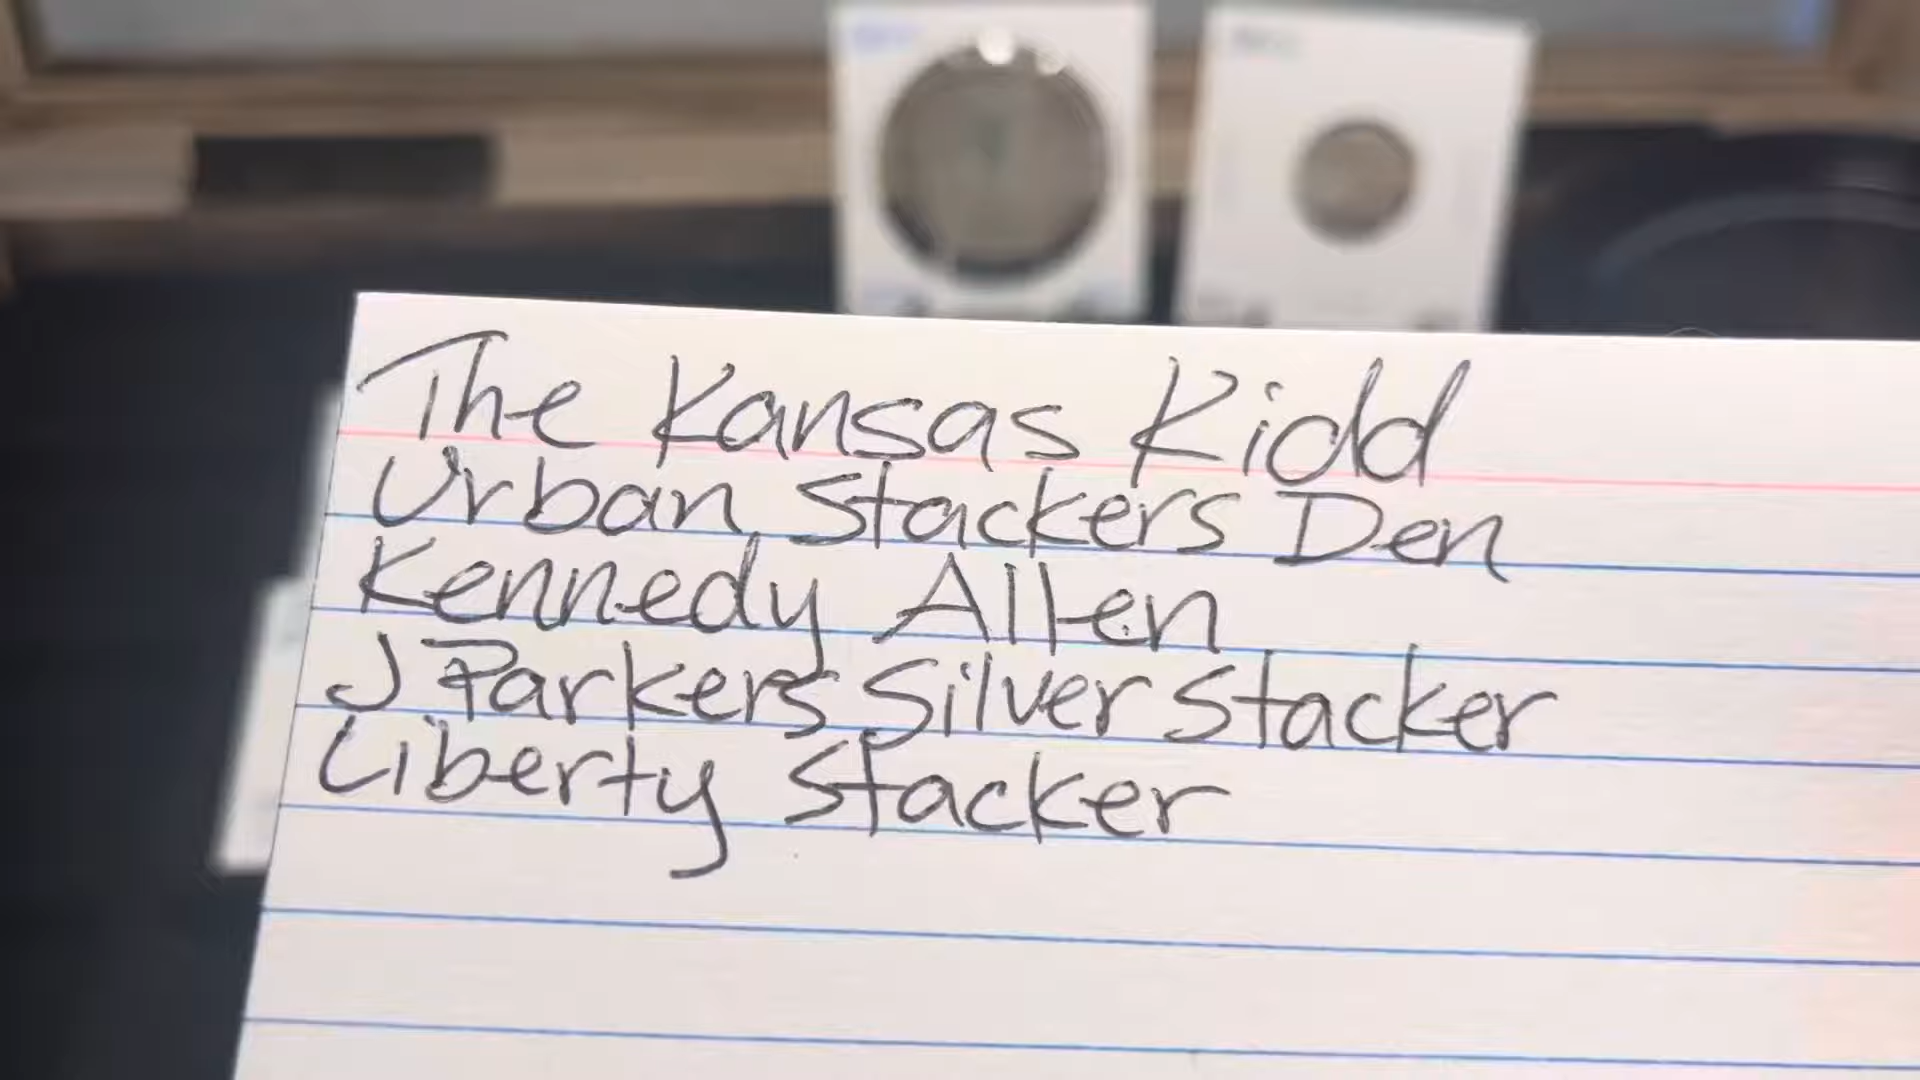 The Kansas Kidd
Urban Stackers Den
Kennedy Allen
J Parkers Silver Stacker
Liberty Stacker